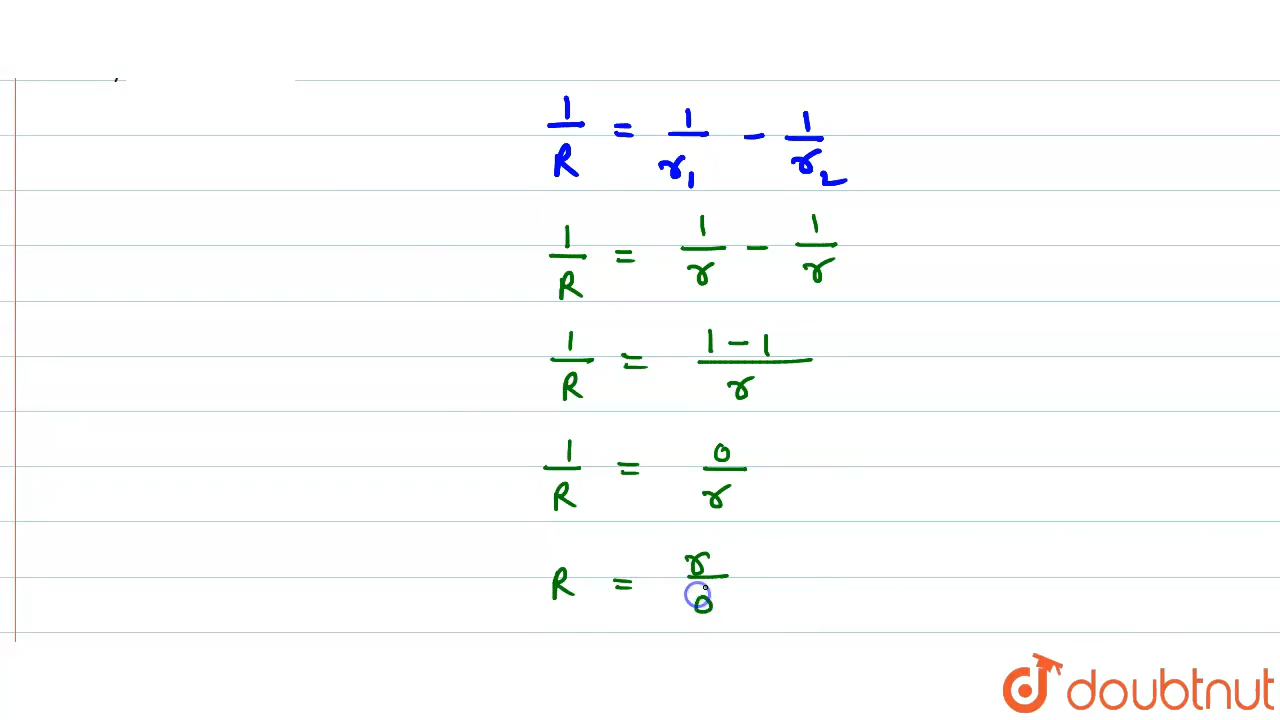 1/R = 1/r₁ - 1/r₂
1/R = 1/r - 1/r
1/R = (1-1)/r
1/R = 0/r
R = r/0
doubtnut